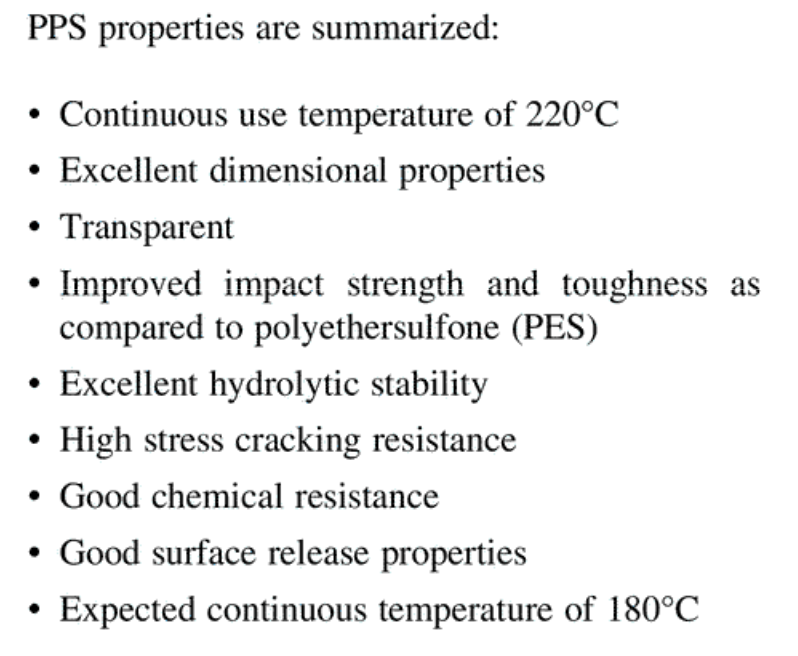 PPS properties are summarized:
• Continuous use temperature of 220°C
• Excellent dimensional properties
• Transparent
• Improved impact strength and toughness as
compared to polyethersulfone (PES)
• Excellent hydrolytic stability
• High stress cracking resistance
• Good chemical resistance
• Good surface release properties
• Expected continuous temperature of 180°C